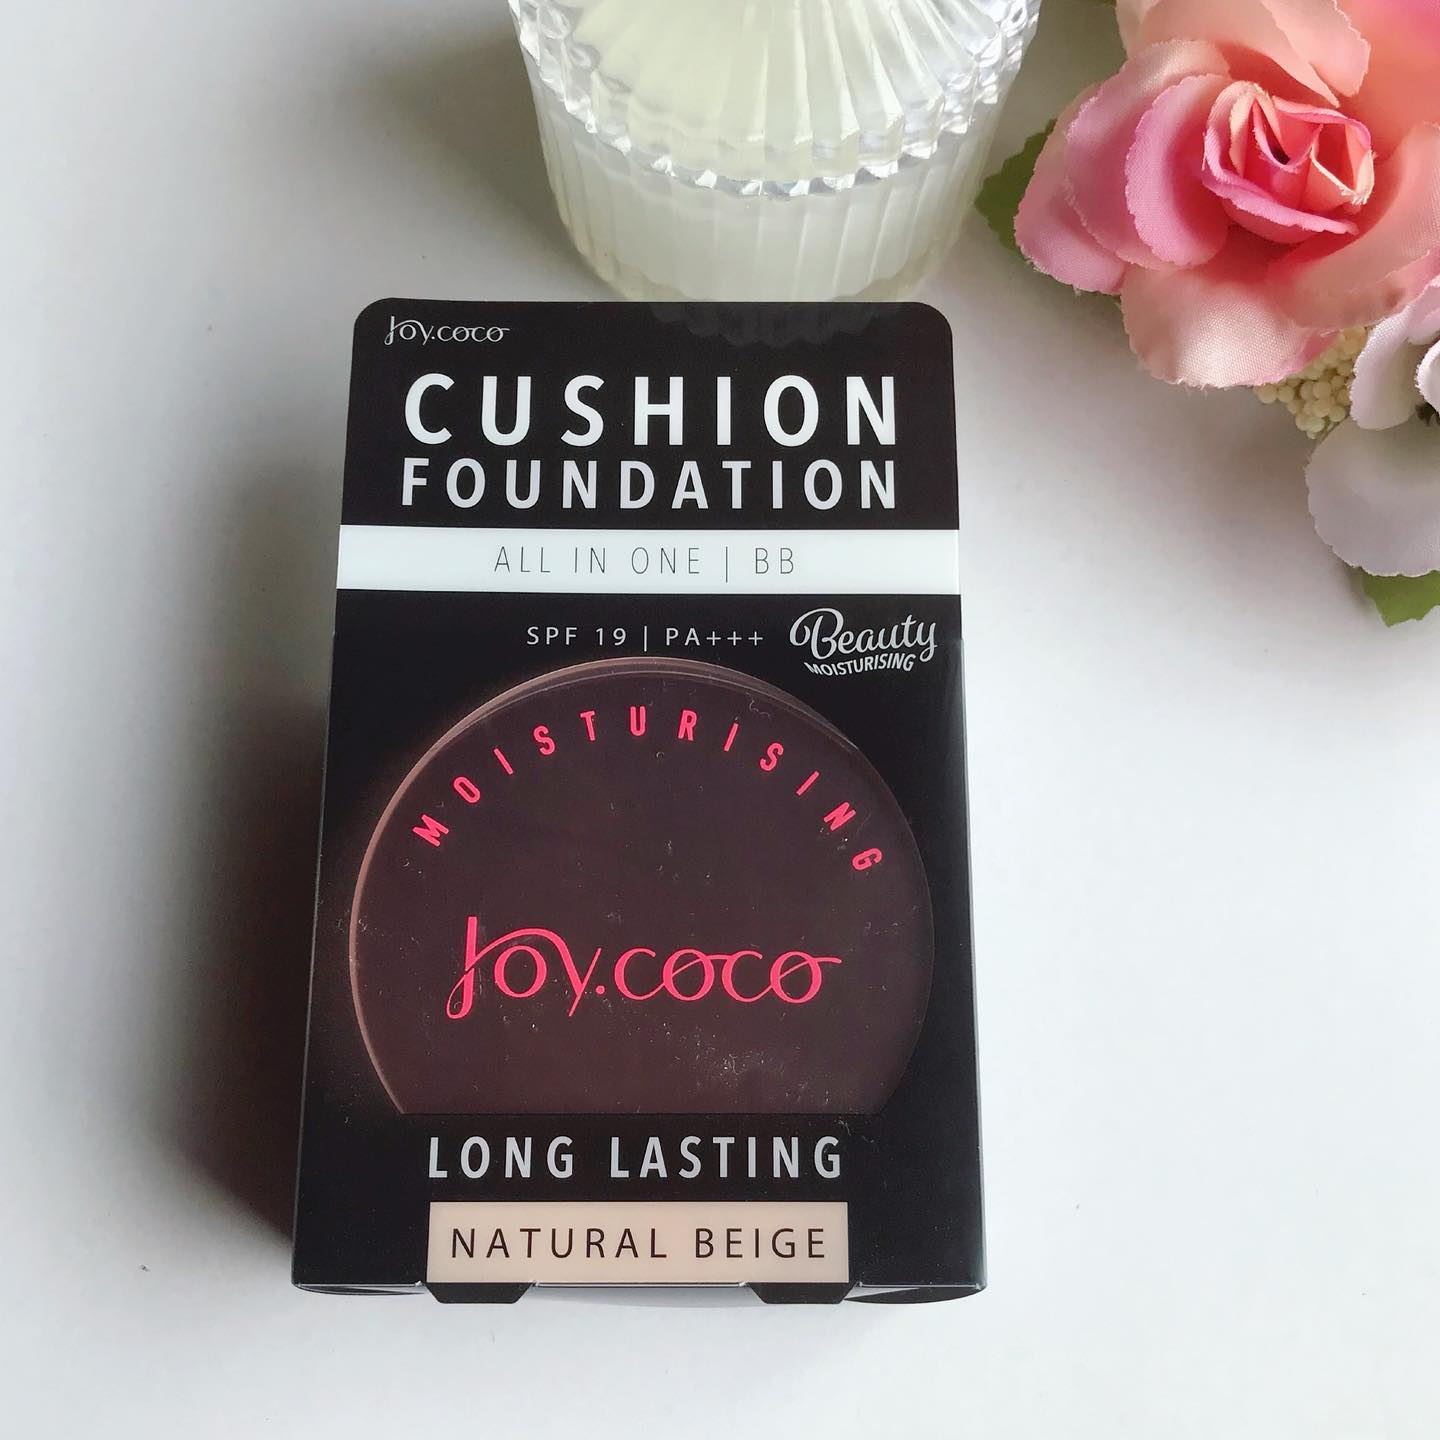 Joy.coco
CUSHION
FOUNDATION
ALL IN ONE | BB
SPF 19 | PA+++
Beauty
MOISTURISING
MOISTURISING
Joy.coco
LONG LASTING
NATURAL BEIGE